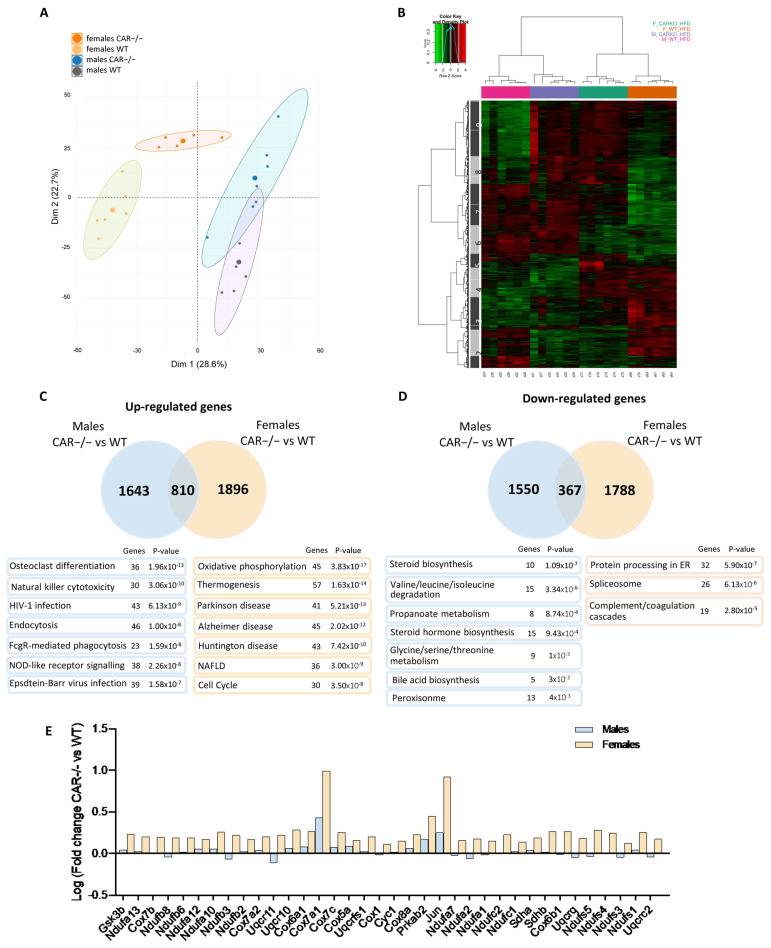 A
females CAR−/−
females WT
males CAR−/−
males WT
50
25
0
-25
-50
Dim 2 (22.7%)
-60
-30
0
30
60
Dim 1 (28.6%)
B
Color Key
and Density Plot
Row Z-Score
F_CARKO_HFD
F_WT_HFD
M_CARKO_HFD
M_WT_HFD
C
Up-regulated genes
Males
CAR−/− vs WT
Females
CAR−/− vs WT
1643
810
1896
Genes P-value
Osteoclast differentiation 36 1.96x10-13
Natural killer cytotoxicity 30 3.06x10-10
HIV-1 infection 43 6.13x10-9
Endocytosis 46 1.00x10-8
FcgR-mediated phagocytosis 23 1.59x10-8
NOD-like receptor signalling 38 2.26x10-8
Epsdtein-Barr virus infection 39 1.58x10-7
Genes P-value
Oxidative phosphorylation 45 3.83x10-17
Thermogenesis 57 1.63x10-14
Parkinson disease 41 5.21x10-13
Alzheimer disease 45 2.02x10-12
Huntington disease 43 7.42x10-10
NAFLD 36 3.00x10-9
Cell Cycle 30 3.50x10-8
D
Down-regulated genes
Males
CAR−/− vs WT
Females
CAR−/− vs WT
1550
367
1788
Genes P-value
Steroid biosynthesis 10 1.09x10-7
Valine/leucine/isoleucine
degradation 15 3.34x10-6
Propanoate metabolism 8 8.74x10-4
Steroid hormone biosynthesis 15 9.43x10-4
Glycine/serine/threonine
metabolism 9 1x10-3
Bile acid biosynthesis 5 3x10-3
Peroxisonme 13 4x10-3
Genes P-value
Protein processing in ER 32 5.90x10-7
Spliceosome 26 6.13x10-6
Complement/coagulation
cascades 19 2.80x10-5
E
Males
Females
Log (Fold change CAR-/- vs WT)
1.5
1.0
0.5
0.0
-0.5
Gsk3b
Ndufa13
Cox7b
Ndufb8
Ndufb6
Ndufa12
Ndufa10
Ndufb3
Ndufb2
Cox7a2
Uqcr11
Uqcr10
Cox6a1
Cox7a1
Cox7c
Cox5a
Uqcrfs1
Cox1
Cyc1
Cox8a
Prkab2
Jun
Ndufa7
Ndufa2
Ndufa1
Ndufc2
Ndufc1
Sdha
Sdhb
Cox6b1
Uqcrq
Ndufs5
Ndufs4
Ndufs3
Ndufs1
Uqcrc2